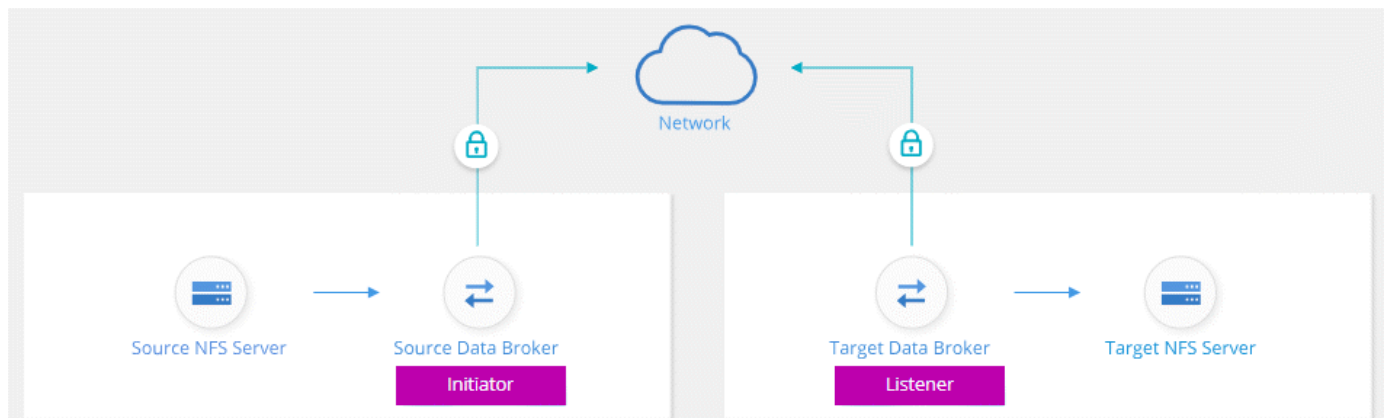 Network
Source NFS Server
Source Data Broker
Target Data Broker
Target NFS Server
Initiator
Listener